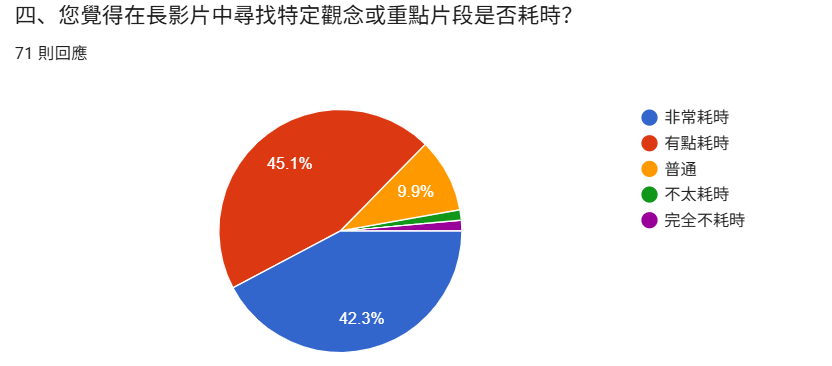 四、您覺得在長影片中尋找特定觀念或重點片段是否耗時?
71 則回應
非常耗時
有點耗時
普通
不太耗時
完全不耗時
45.1%
9.9%
42.3%